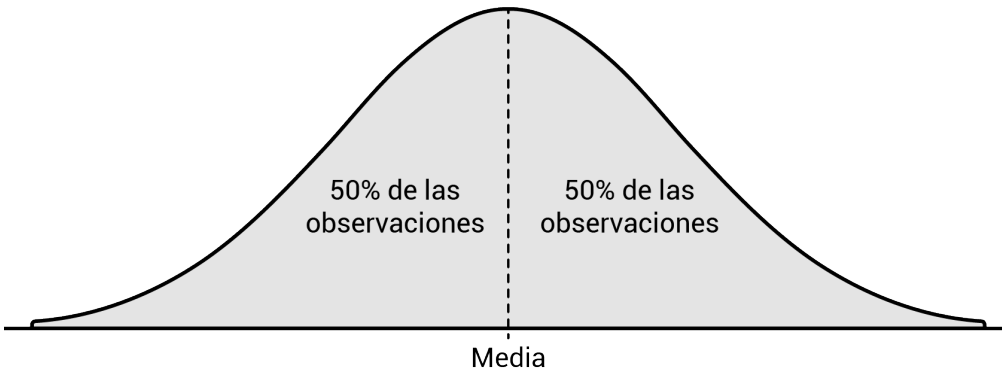 50% de las
observaciones
50% de las
observaciones
Media